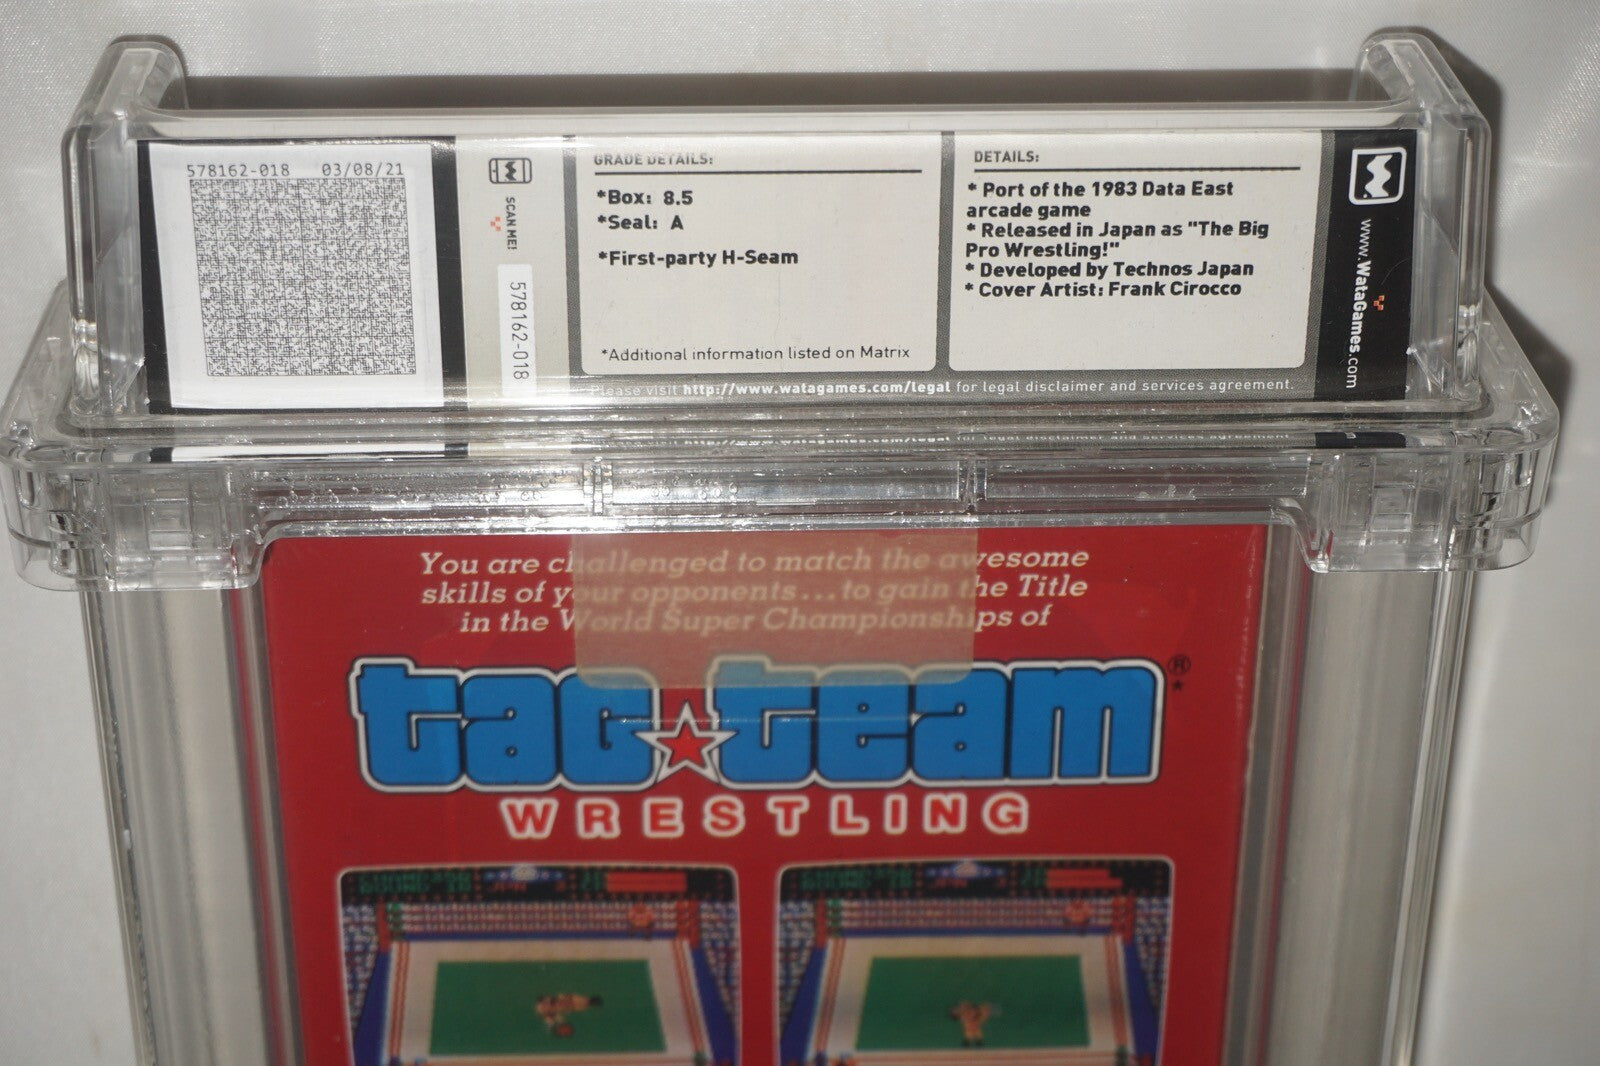 578162-018 03/08/21
SCAN ME!
578162-018
GRADE DETAILS:
*Box: 8.5
*Seal: A
*First-party H-Seam
*Additional information listed on Matrix
DETAILS:
* Port of the 1983 Data East
arcade game
* Released in Japan as "The Big
Pro Wrestling!"
* Developed by Technos Japan
* Cover Artist: Frank Cirocco
www.WataGames.com
Please visit http://www.watagames.com/legal for legal disclaimer and services agreement.
You are challenged to match the awesome
skills of your opponents...to gain the Title
in the World Super Championships of
tag team®
WRESTLING